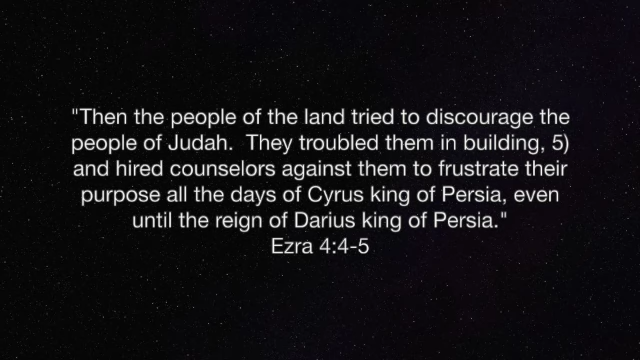 "Then the people of the land tried to discourage the
people of Judah.  They troubled them in building, 5)
and hired counselors against them to frustrate their
purpose all the days of Cyrus king of Persia, even
until the reign of Darius king of Persia."
Ezra 4:4-5